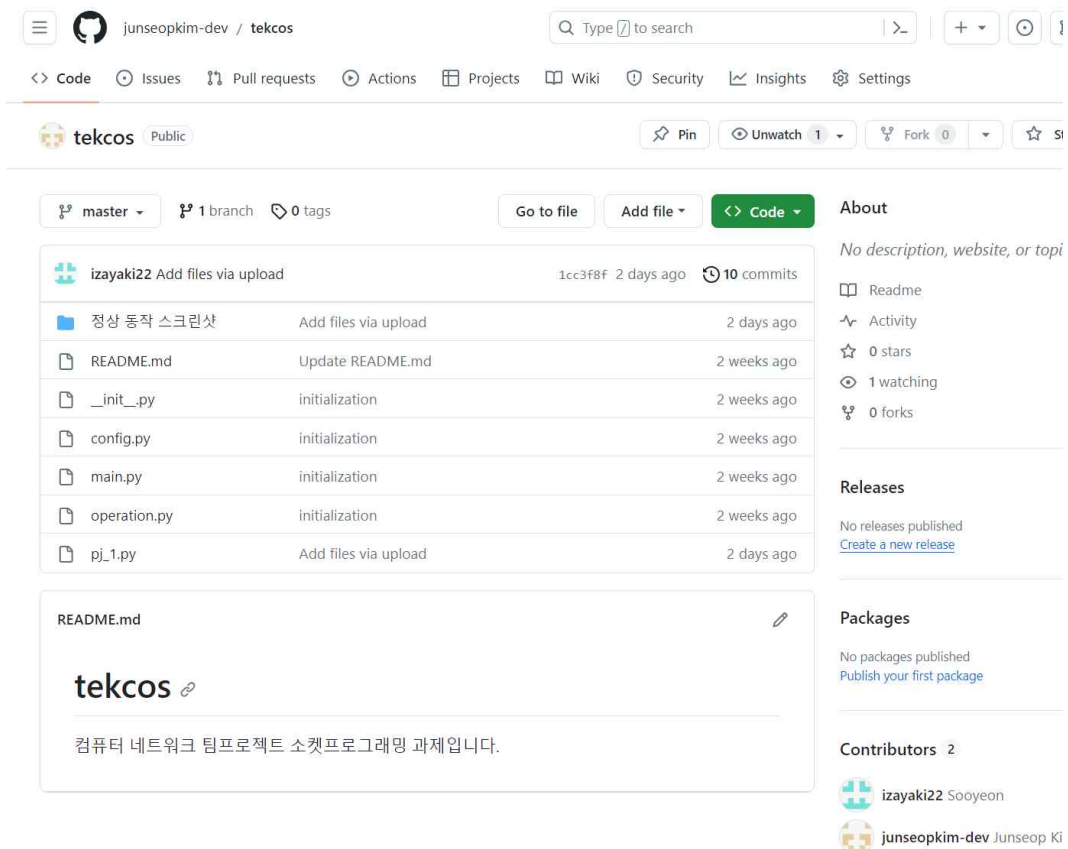 junseopkim-dev / tekcos
Type / to search
Code Issues Pull requests Actions Projects Wiki Security Insights Settings
tekcos Public
Pin Unwatch 1 Fork 0
master 1 branch 0 tags Go to file Add file Code
izayaki22 Add files via upload 1cc3f8f 2 days ago 10 commits
정상 동작 스크린샷 Add files via upload 2 days ago
README.md Update README.md 2 weeks ago
__init__.py initialization 2 weeks ago
config.py initialization 2 weeks ago
main.py initialization 2 weeks ago
operation.py initialization 2 weeks ago
pj_1.py Add files via upload 2 days ago
README.md
tekcos
컴퓨터 네트워크 팀프로젝트 소켓프로그래밍 과제입니다.
About
No description, website, or topi
Readme
Activity
0 stars
1 watching
0 forks
Releases
No releases published
Create a new release
Packages
No packages published
Publish your first package
Contributors 2
izayaki22 Sooyeon
junseopkim-dev Junseop Ki